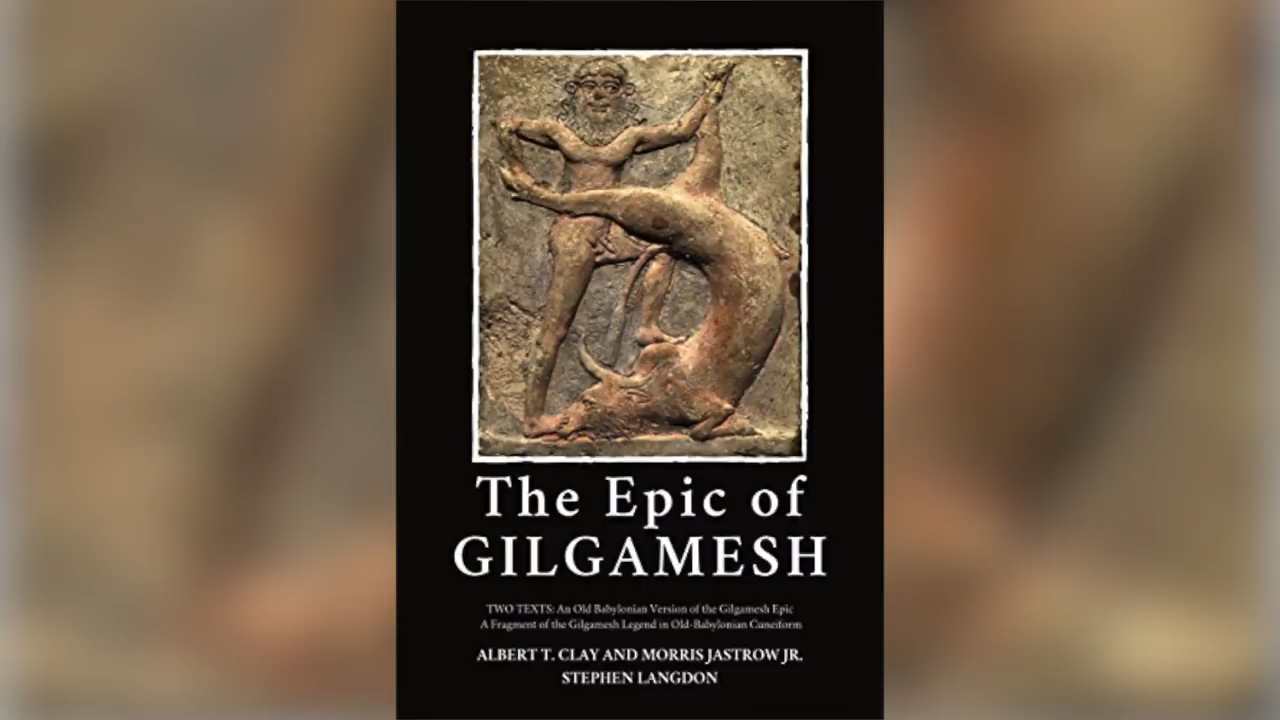 The Epic of
GILGAMESH
TWO TEXTS: An Old Babylonian Version of the Gilgamesh Epic
A Fragment of the Gilgamesh Legend in Old-Babylonian Cuneiform
ALBERT T. CLAY AND MORRIS JASTROW JR.
STEPHEN LANGDON